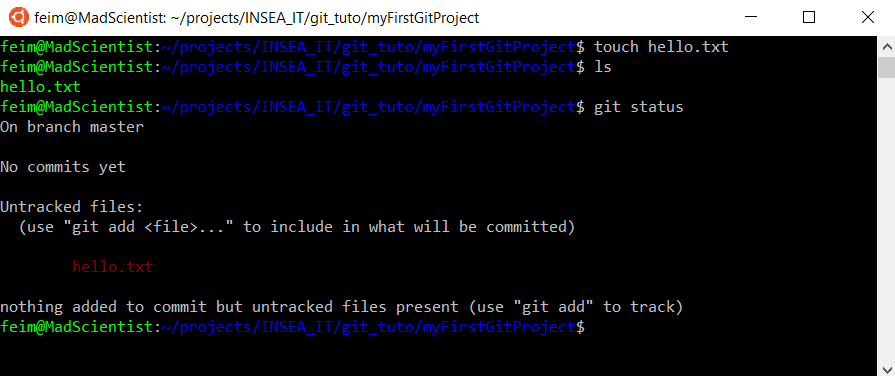 feim@MadScientist: ~/projects/INSEA_IT/git_tuto/myFirstGitProject
feim@MadScientist:~/projects/INSEA_IT/git_tuto/myFirstGitProject$ touch hello.txt
feim@MadScientist:~/projects/INSEA_IT/git_tuto/myFirstGitProject$ ls
hello.txt
feim@MadScientist:~/projects/INSEA_IT/git_tuto/myFirstGitProject$ git status
On branch master
No commits yet
Untracked files:
(use "git add <file>..." to include in what will be committed)
hello.txt
nothing added to commit but untracked files present (use "git add" to track)
feim@MadScientist:~/projects/INSEA_IT/git_tuto/myFirstGitProject$